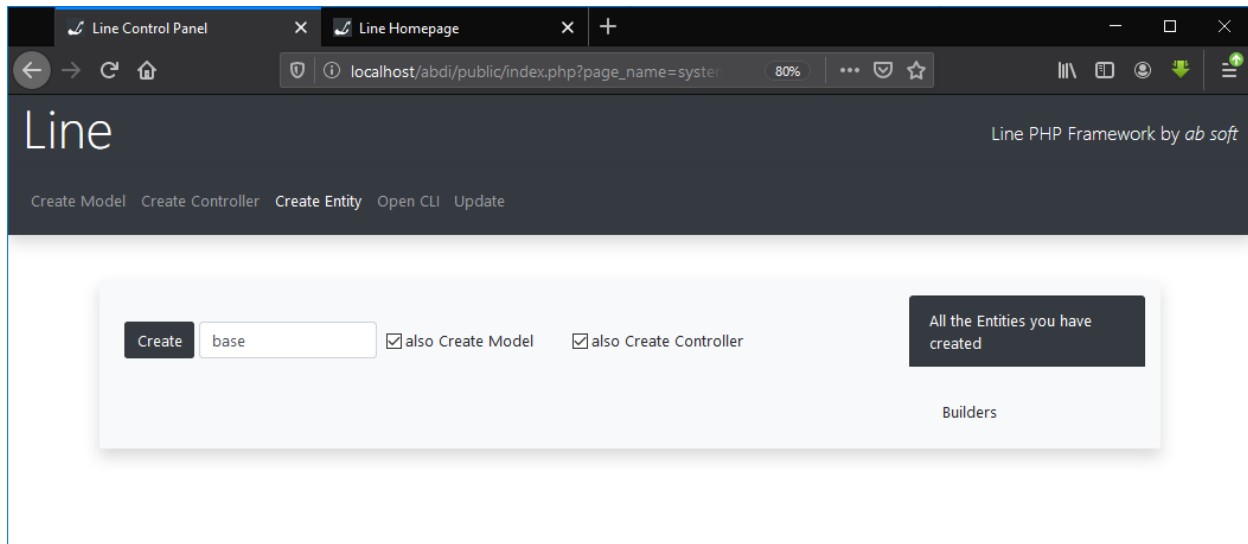 Line Control Panel
Line Homepage
localhost/abdi/public/index.php?page_name=system
80%
Line
Line PHP Framework by ab soft
Create Model Create Controller Create Entity Open CLI Update
Create base also Create Model also Create Controller
All the Entities you have
created
Builders